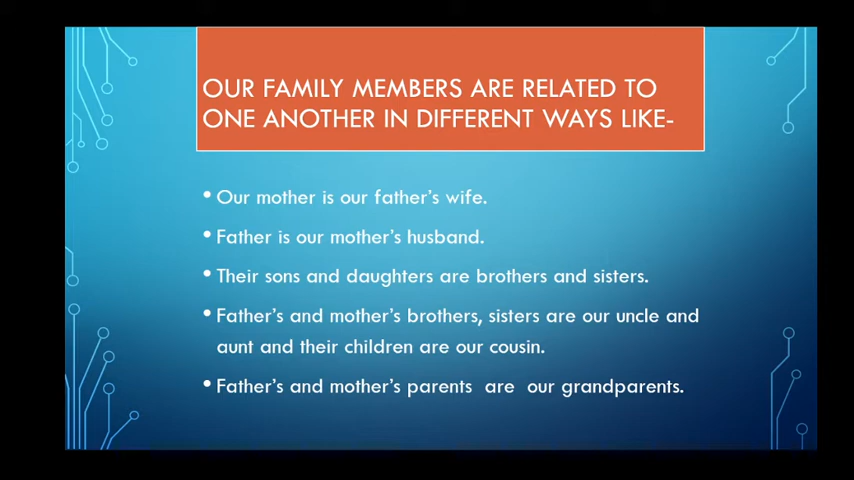 OUR FAMILY MEMBERS ARE RELATED TO
ONE ANOTHER IN DIFFERENT WAYS LIKE-
• Our mother is our father's wife.
• Father is our mother's husband.
• Their sons and daughters are brothers and sisters.
• Father's and mother's brothers, sisters are our uncle and
aunt and their children are our cousin.
• Father's and mother's parents are our grandparents.